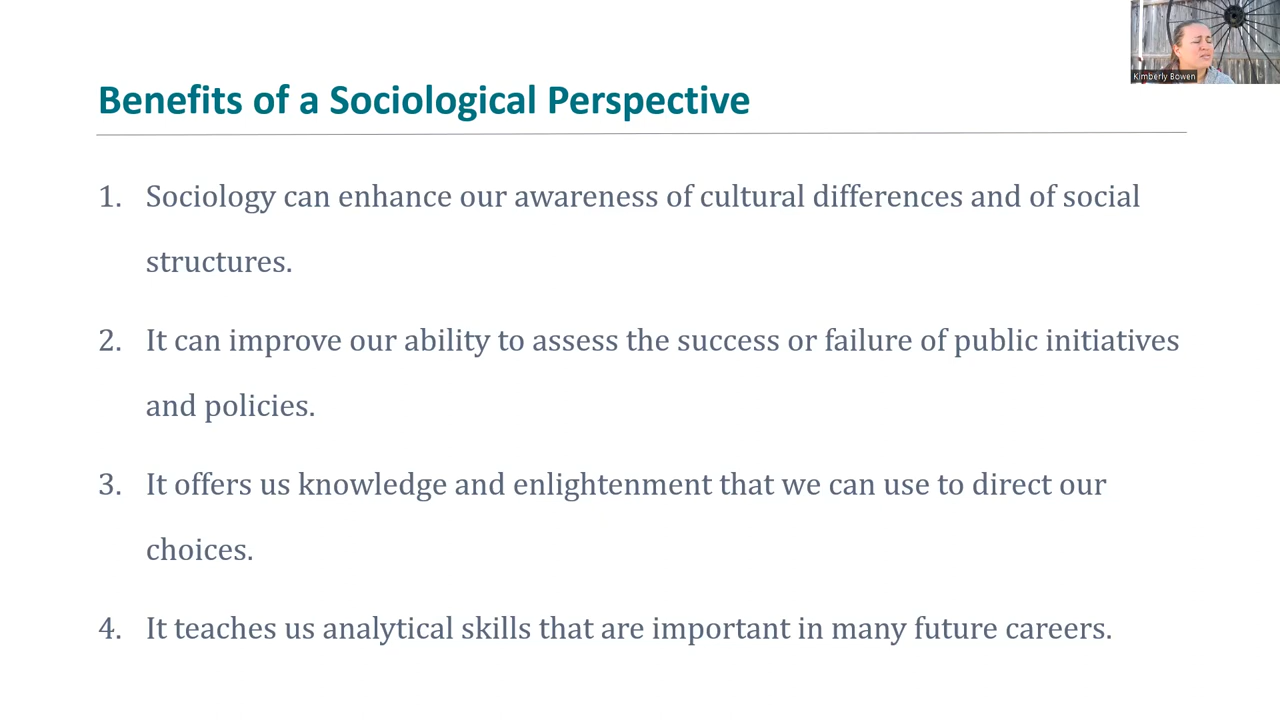 Kimberly Bowen
Benefits of a Sociological Perspective
1. Sociology can enhance our awareness of cultural differences and of social
structures.
2. It can improve our ability to assess the success or failure of public initiatives
and policies.
3. It offers us knowledge and enlightenment that we can use to direct our
choices.
4. It teaches us analytical skills that are important in many future careers.